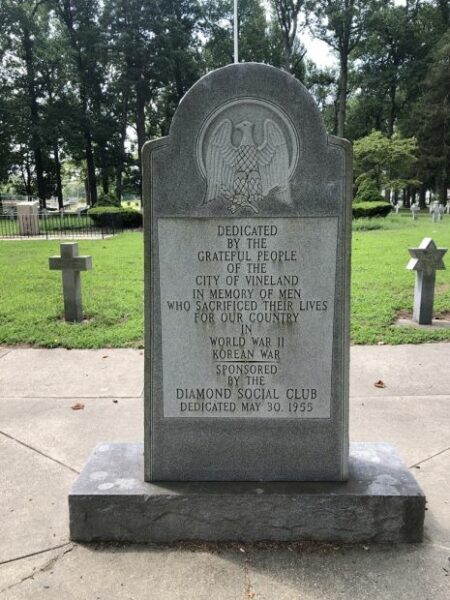 DEDICATED
BY THE
GRATEFUL PEOPLE
OF THE
CITY OF VINELAND
IN MEMORY OF MEN
WHO SACRIFICED THEIR LIVES
FOR OUR COUNTRY
IN
WORLD WAR II
KOREAN WAR
SPONSORED
BY THE
DIAMOND SOCIAL CLUB
DEDICATED MAY 30, 1955